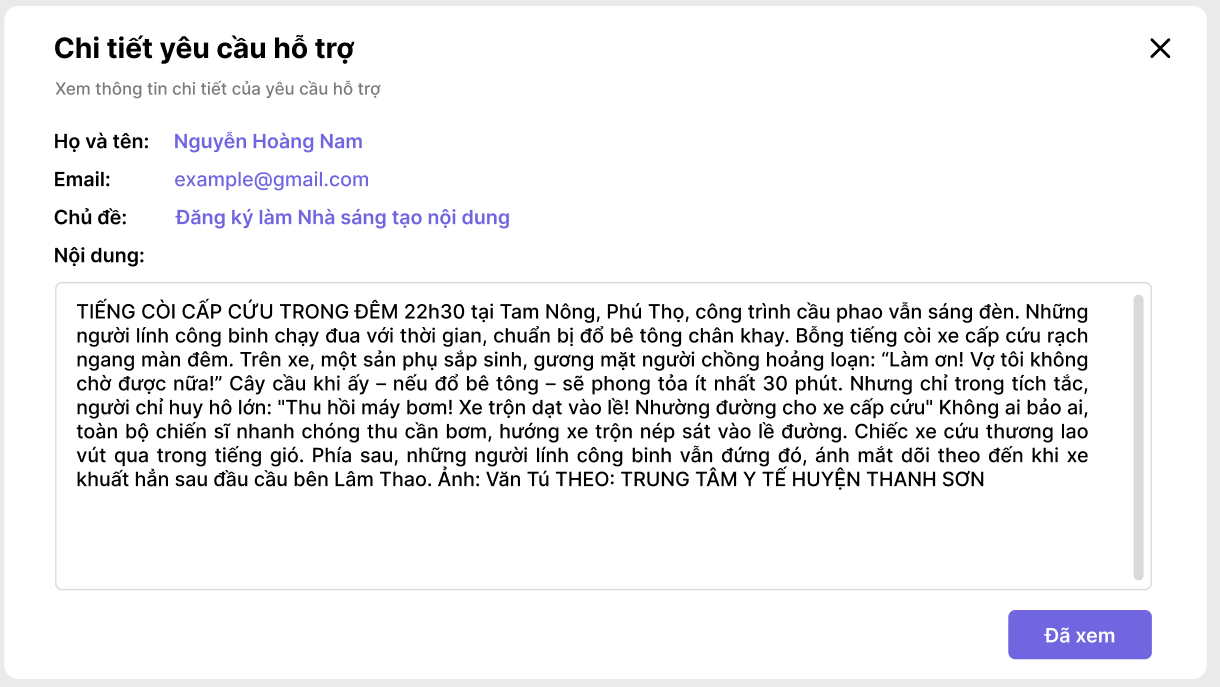 Chi tiết yêu cầu hỗ trợ
Xem thông tin chi tiết của yêu cầu hỗ trợ
Họ và tên: Nguyễn Hoàng Nam
Email: example@gmail.com
Chủ đề: Đăng ký làm Nhà sáng tạo nội dung
Nội dung:
TIẾNG CÒI CẤP CỨU TRONG ĐÊM 22h30 tại Tam Nông, Phú Thọ, công trình cầu phao vẫn sáng đèn. Những
người lính công binh chạy đua với thời gian, chuẩn bị đổ bê tông chân khay. Bỗng tiếng còi xe cấp cứu rạch
ngang màn đêm. Trên xe, một sản phụ sắp sinh, gương mặt người chồng hoảng loạn: “Làm ơn! Vợ tôi không
chờ được nữa!” Cây cầu khi ấy – nếu đổ bê tông – sẽ phong tỏa ít nhất 30 phút. Nhưng chỉ trong tích tắc,
người chỉ huy hô lớn: "Thu hồi máy bơm! Xe trộn dạt vào lề! Nhường đường cho xe cấp cứu" Không ai bảo ai,
toàn bộ chiến sĩ nhanh chóng thu cần bơm, hướng xe trộn nép sát vào lề đường. Chiếc xe cứu thương lao
vút qua trong tiếng gió. Phía sau, những người lính công binh vẫn đứng đó, ánh mắt dõi theo đến khi xe
khuất hẳn sau đầu cầu bên Lâm Thao. Ảnh: Văn Tú THEO: TRUNG TÂM Y TẾ HUYỆN THANH SƠN
Đã xem